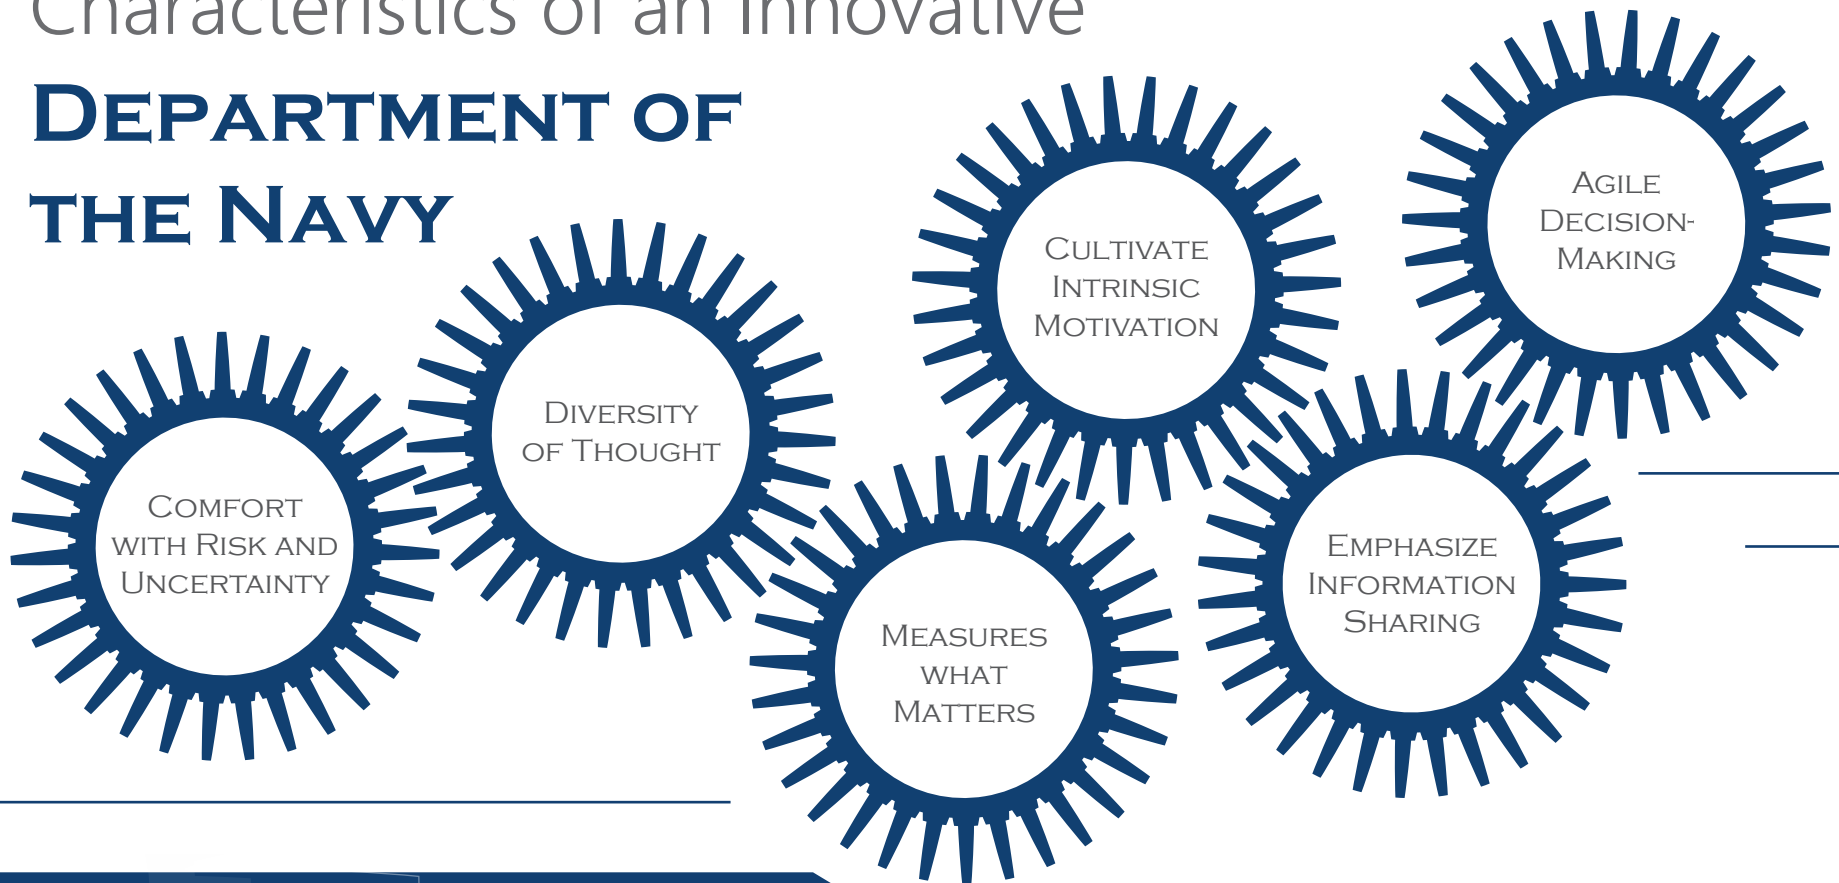 Characteristics of an Innovative
Department of
the Navy
Comfort
with Risk and
Uncertainty
Diversity
of Thought
Cultivate
Intrinsic
Motivation
Measures
what
Matters
Agile
Decision-
Making
Emphasize
Information
Sharing